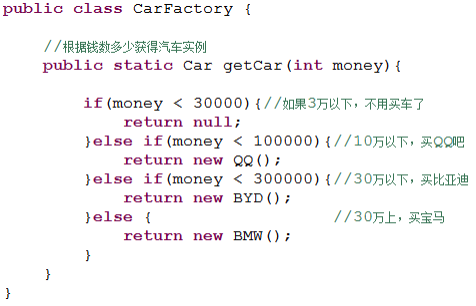 public class CarFactory {
//根据钱数多少获得汽车实例
public static Car getCar(int money){
if(money < 30000){//如果3万以下，不用买车了
return null;
}else if(money < 100000){//10万以下，买QQ吧
return new QQ();
}else if(money < 300000){//30万以下，买比亚迪
return new BYD();
}else { //30万上，买宝马
return new BMW();
}
}
}